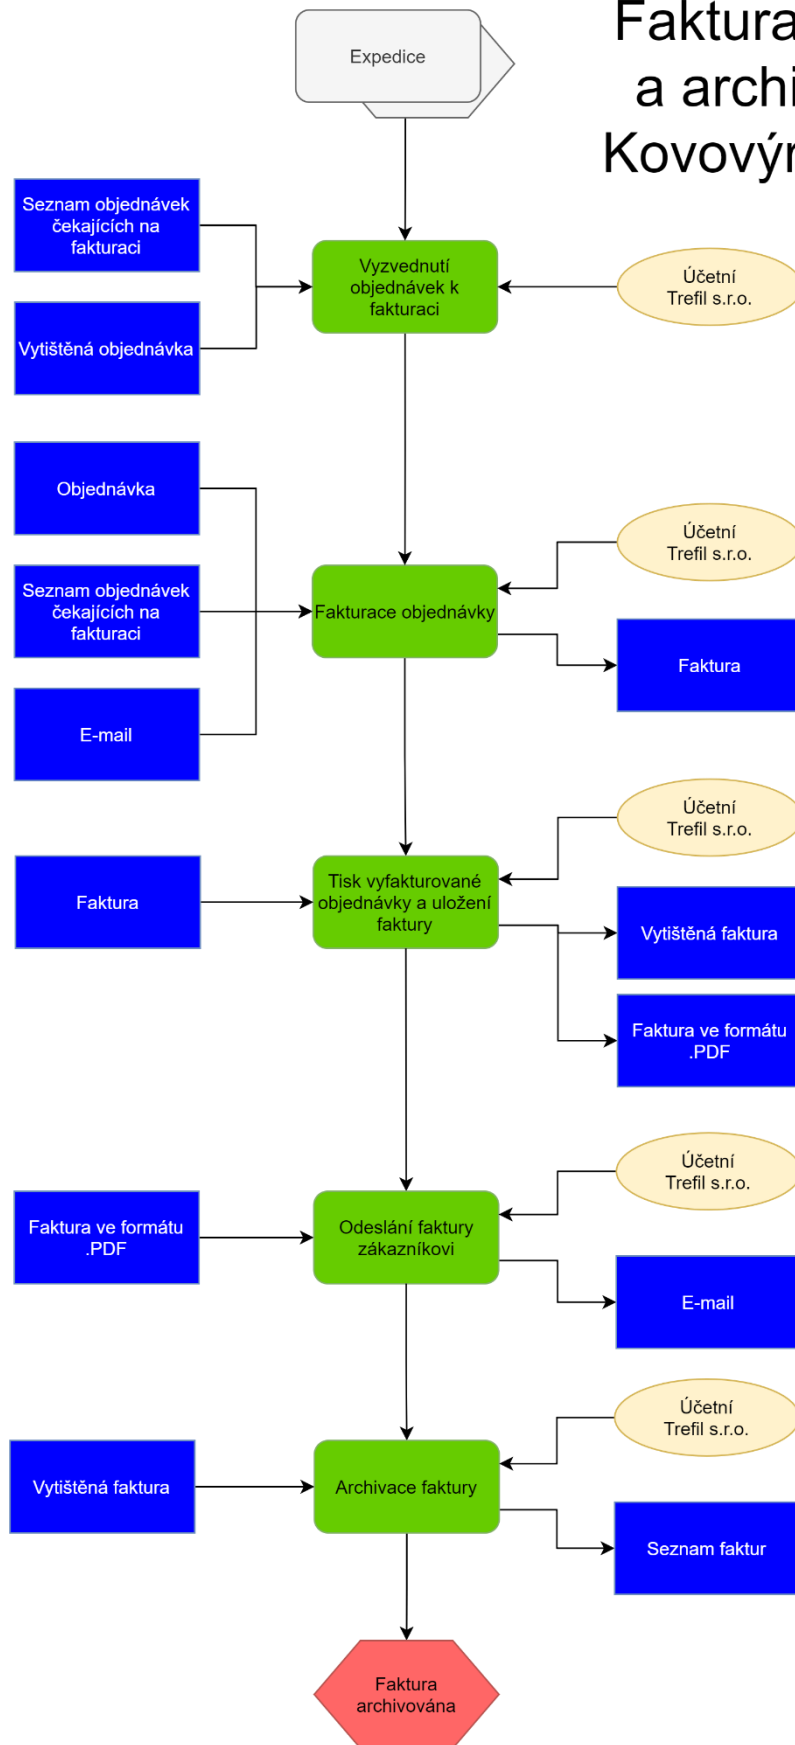 Expedice
Faktura
a archi
Kovovýr
Seznam objednávek
čekajících na
fakturaci
Vyzvednutí
objednávek k
fakturaci
Účetní
Trefil s.r.o.
Vytištěná objednávka
Objednávka
Účetní
Trefil s.r.o.
Seznam objednávek
čekajících na
fakturaci
Fakturace objednávky
Faktura
E-mail
Účetní
Trefil s.r.o.
Faktura
Tisk vyfakturované
objednávky a uložení
faktury
Vytištěná faktura
Faktura ve formátu
.PDF
Účetní
Trefil s.r.o.
Faktura ve formátu
.PDF
Odeslání faktury
zákazníkovi
E-mail
Účetní
Trefil s.r.o.
Vytištěná faktura
Archivace faktury
Seznam faktur
Faktura
archivována